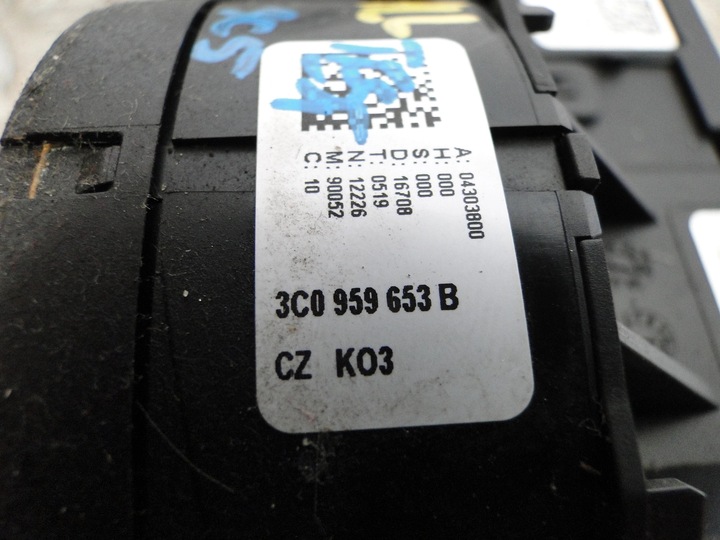 A: 04303800
H: 000
S: 000
D: 16708
T: 0519
N: 12226
M: 90052
C: 10
3C0 959 653 B
CZ KO3